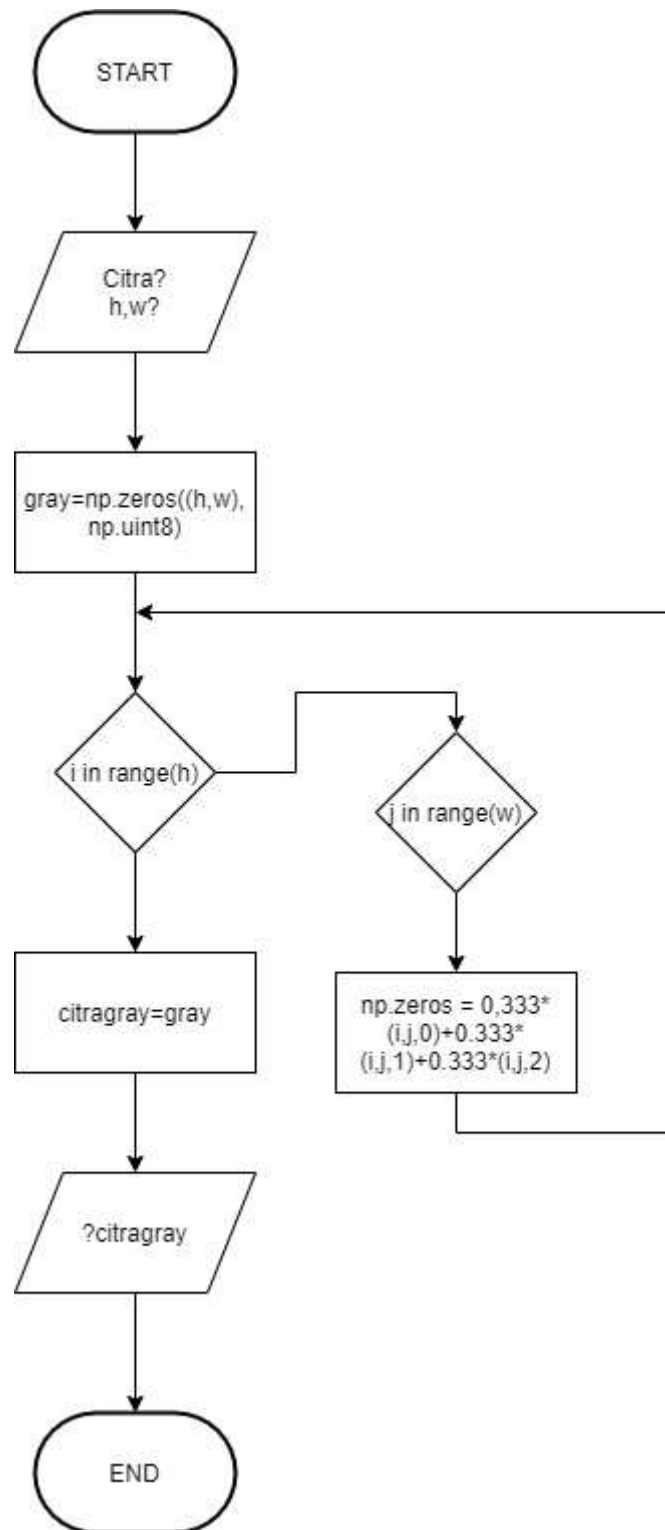 START
Citra?
h,w?
gray=np.zeros((h,w),
np.uint8)
i in range(h)
j in range(w)
citragray=gray
np.zeros = 0,333*
(i,j,0)+0.333*
(i,j,1)+0.333*(i,j,2)
?citragray
END